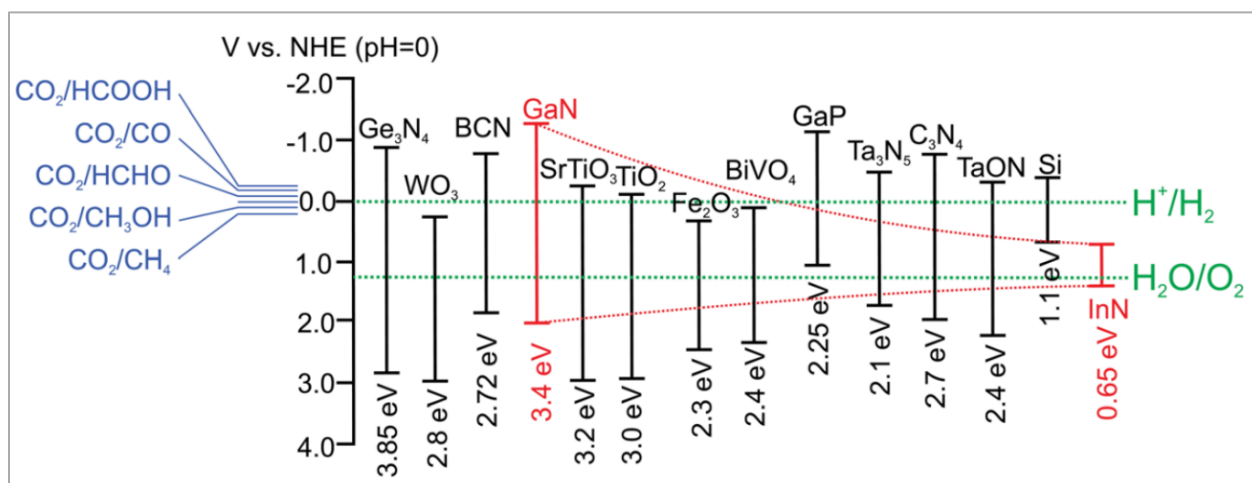 V vs. NHE (pH=0)
CO₂/HCOOH
CO₂/CO
CO₂/HCHO
CO₂/CH₃OH
CO₂/CH₄
-2.0
-1.0
0.0
1.0
2.0
3.0
4.0
Ge₃N₄
3.85 eV
WO₃
2.8 eV
BCN
2.72 eV
GaN
3.4 eV
SrTiO₃
3.2 eV
TiO₂
3.0 eV
Fe₂O₃
2.3 eV
BiVO₄
2.4 eV
GaP
2.25 eV
Ta₃N₅
2.1 eV
C₃N₄
2.7 eV
TaON
2.4 eV
Si
1.1 eV
InN
0.65 eV
H⁺/H₂
H₂O/O₂